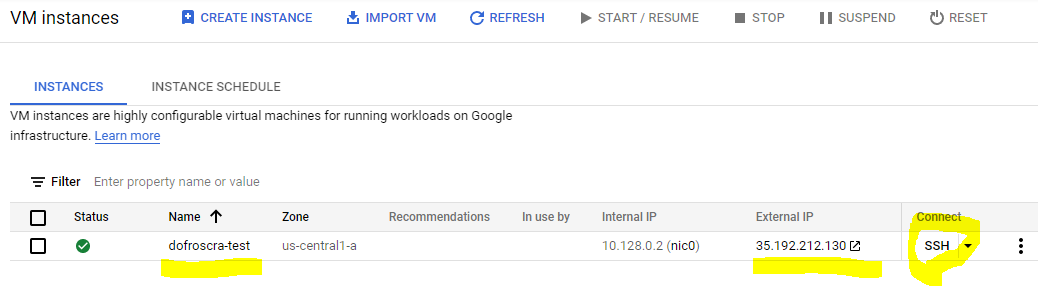 VM instances CREATE INSTANCE IMPORT VM REFRESH START / RESUME STOP SUSPEND RESET
INSTANCES INSTANCE SCHEDULE
VM instances are highly configurable virtual machines for running workloads on Google
infrastructure. Learn more
Filter Enter property name or value
Status Name Zone Recommendations In use by Internal IP External IP Connect
dofroscra-test us-central1-a 10.128.0.2 (nic0) 35.192.212.130 SSH